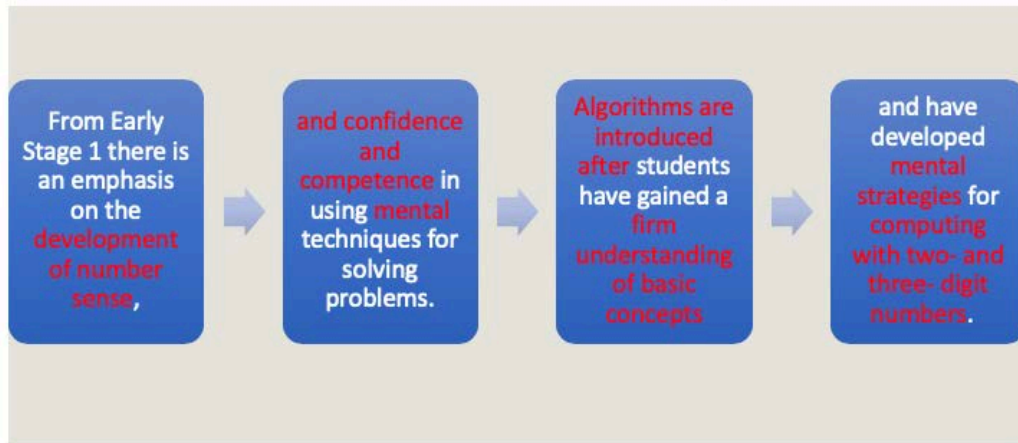 From Early
Stage 1 there is
an emphasis
on the
development
of number
sense,
and confidence
and
competence in
using mental
techniques for
solving
problems.
Algorithms are
introduced
after students
have gained a
firm
understanding
of basic
concepts
and have
developed
mental
strategies for
computing
with two- and
three- digit
numbers.